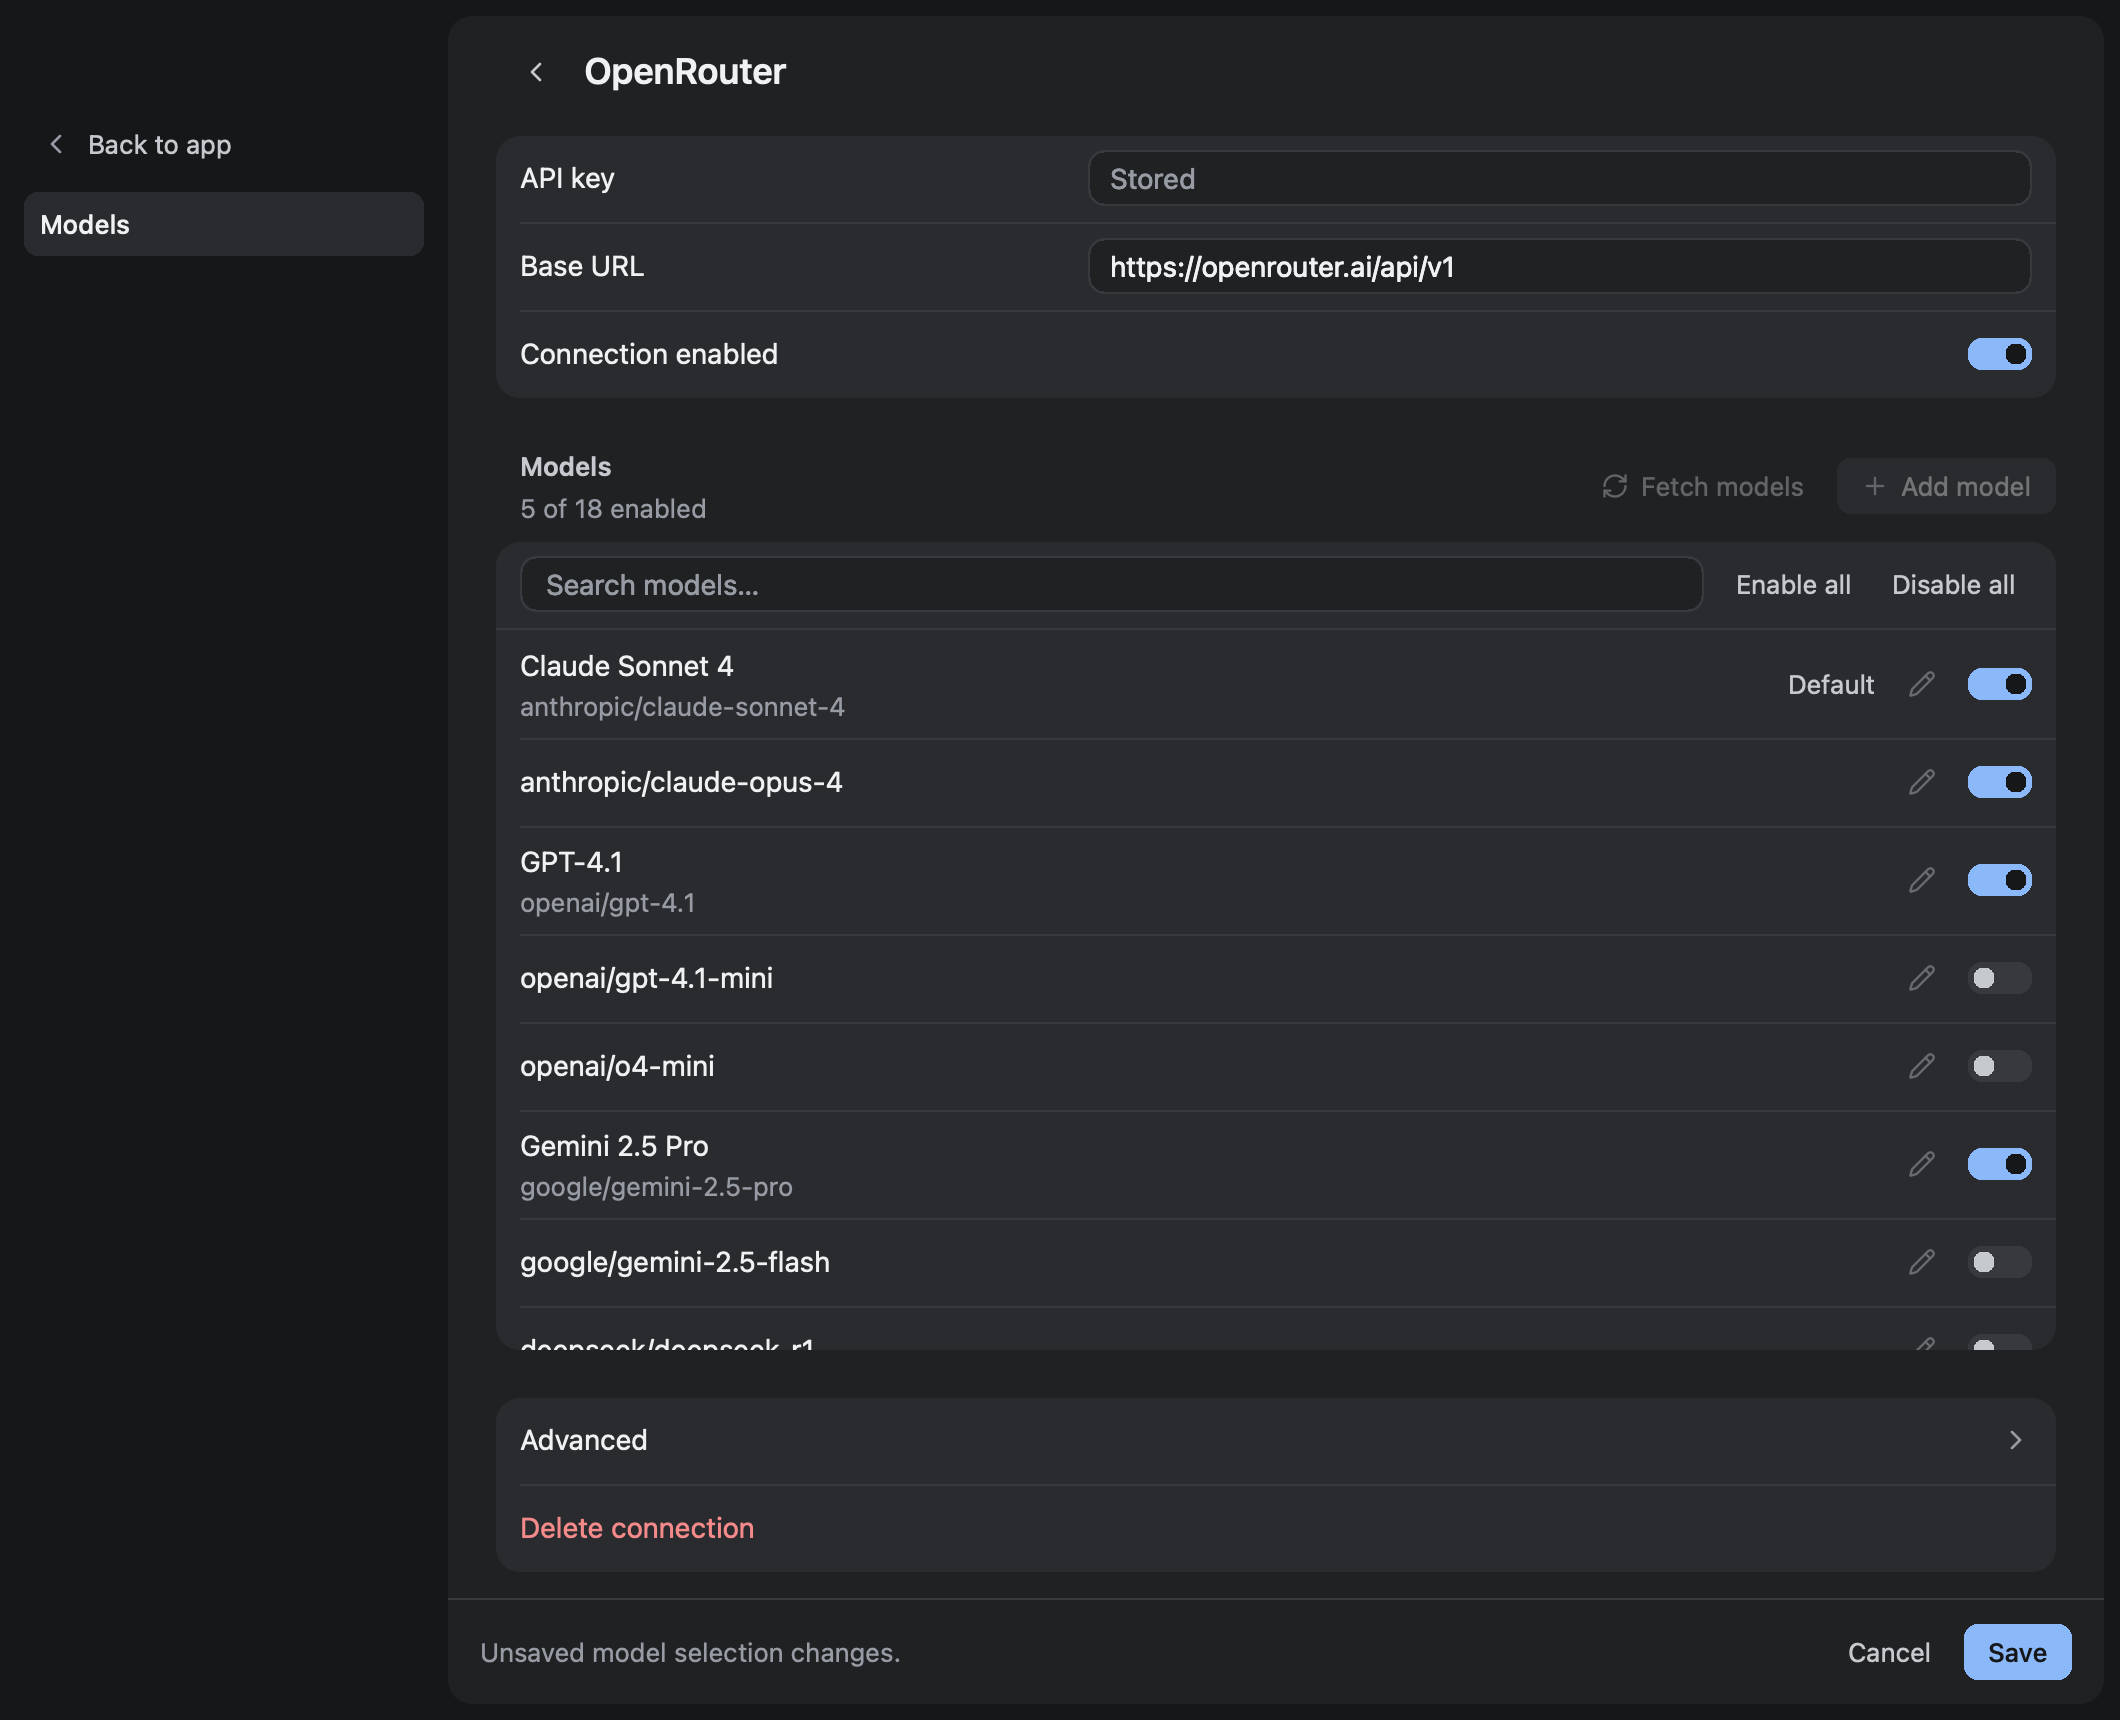 OpenRouter
Back to app
Models
API key
Stored
Base URL
https://openrouter.ai/api/v1
Connection enabled
Models
5 of 18 enabled
Fetch models
Add model
Search models...
Enable all
Disable all
Claude Sonnet 4
anthropic/claude-sonnet-4
Default
anthropic/claude-opus-4
GPT-4.1
openai/gpt-4.1
openai/gpt-4.1-mini
openai/o4-mini
Gemini 2.5 Pro
google/gemini-2.5-pro
google/gemini-2.5-flash
deepseek/deepseek-r1
Advanced
Delete connection
Unsaved model selection changes.
Cancel
Save